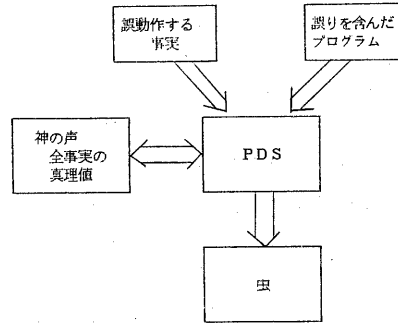 誤動作する
事実
誤りを含んだ
プログラム
神の声
全事実の
真理値
PDS
虫